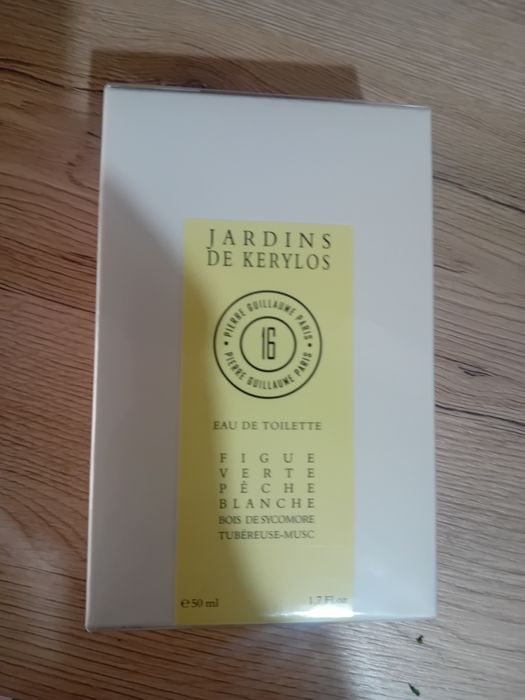 JARDINS
DE KERYLOS
• PIERRE GUILLAUME PARIS •
16
PIERRE GUILLAUME PARIS
EAU DE TOILETTE
FIGUE
VERTE
PÊCHE
BLANCHE
BOIS DE SYCOMORE
TUBÉREUSE-MUSC
℮50 ml 1.7 Fl oz